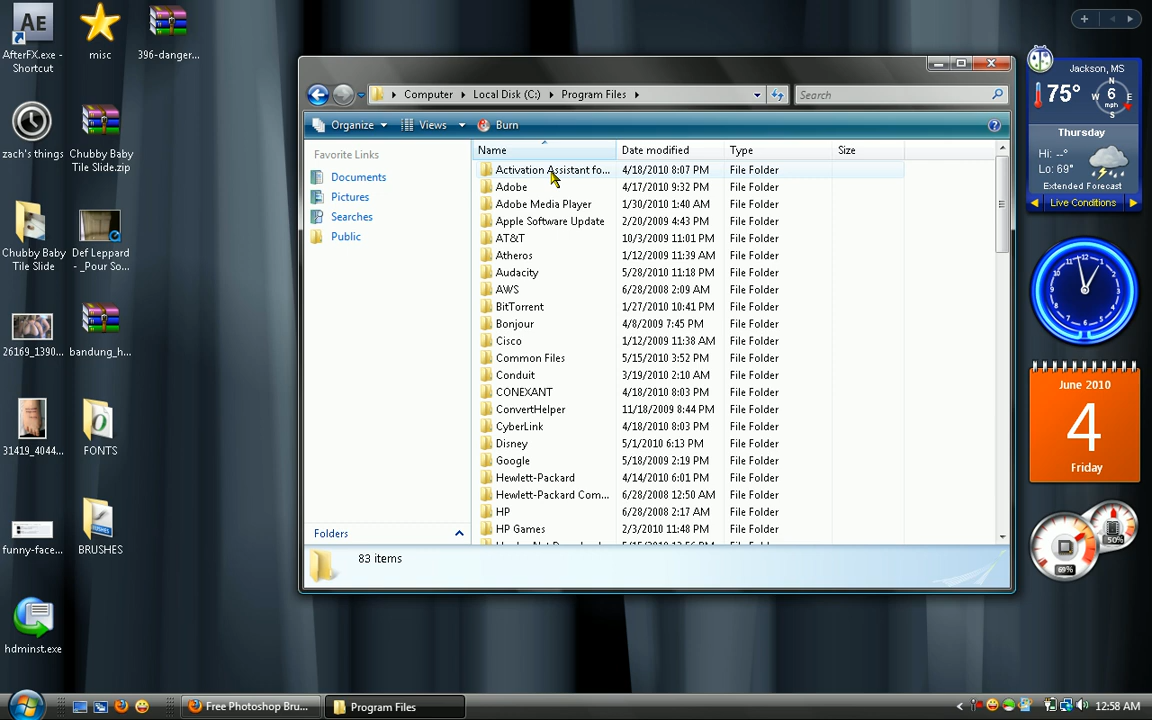 AfterFX.exe -
Shortcut
misc
396-danger...
zach's things
Chubby Baby
Tile Slide.zip
Chubby Baby
Tile Slide
Def Leppard
- _Pour So...
26169_1390...
bandung_h...
31419_4044...
FONTS
funny-face...
BRUSHES
hdminst.exe
Computer
Local Disk (C:)
Program Files
Search
Organize
Views
Burn
Favorite Links
Documents
Pictures
Searches
Public
Folders
Name Date modified Type Size
Activation Assistant fo... 4/18/2010 8:07 PM File Folder
Adobe 4/17/2010 9:32 PM File Folder
Adobe Media Player 1/30/2010 1:40 AM File Folder
Apple Software Update 2/20/2009 4:43 PM File Folder
AT&T 10/3/2009 11:01 PM File Folder
Atheros 1/12/2009 11:39 AM File Folder
Audacity 5/28/2010 11:18 PM File Folder
AWS 6/28/2008 2:09 AM File Folder
BitTorrent 1/27/2010 10:41 PM File Folder
Bonjour 4/8/2009 7:45 PM File Folder
Cisco 1/12/2009 11:38 AM File Folder
Common Files 5/15/2010 3:52 PM File Folder
Conduit 3/19/2010 2:10 AM File Folder
CONEXANT 4/18/2010 8:03 PM File Folder
ConvertHelper 11/18/2009 8:44 PM File Folder
CyberLink 4/18/2010 8:03 PM File Folder
Disney 5/1/2010 6:13 PM File Folder
Google 5/18/2009 2:19 PM File Folder
Hewlett-Packard 4/14/2010 6:01 PM File Folder
Hewlett-Packard Com... 6/28/2008 12:50 AM File Folder
HP 6/28/2008 2:17 AM File Folder
HP Games 2/3/2010 11:48 PM File Folder
83 items
Jackson, MS
75°
N
W 6 E
mph
S
Thursday
Hi: --°
Lo: 69°
Extended Forecast
Live Conditions
June 2010
4
Friday
50%
69%
Free Photoshop Bru...
Program Files
12:58 AM